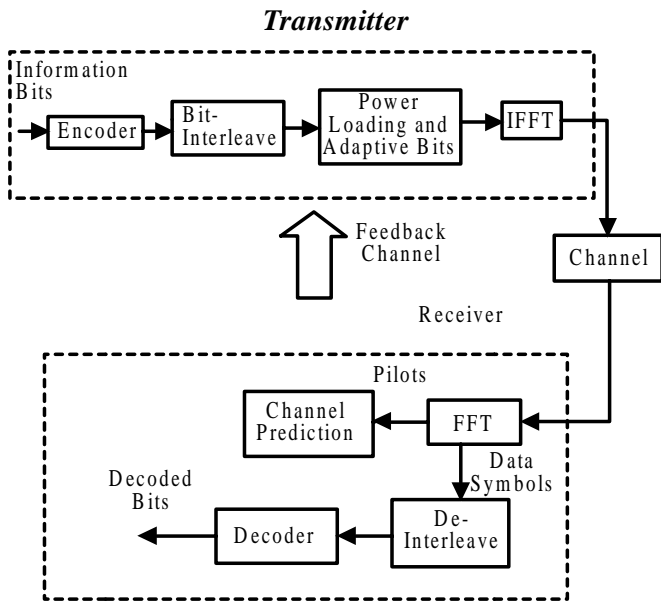 Transmitter
Information
Bits
Encoder
Bit-
Interleave
Power
Loading and
Adaptive Bits
IFFT
Feedback
Channel
Channel
Receiver
Pilots
Channel
Prediction
FFT
Data
Symbols
Decoded
Bits
Decoder
De-
Interleave